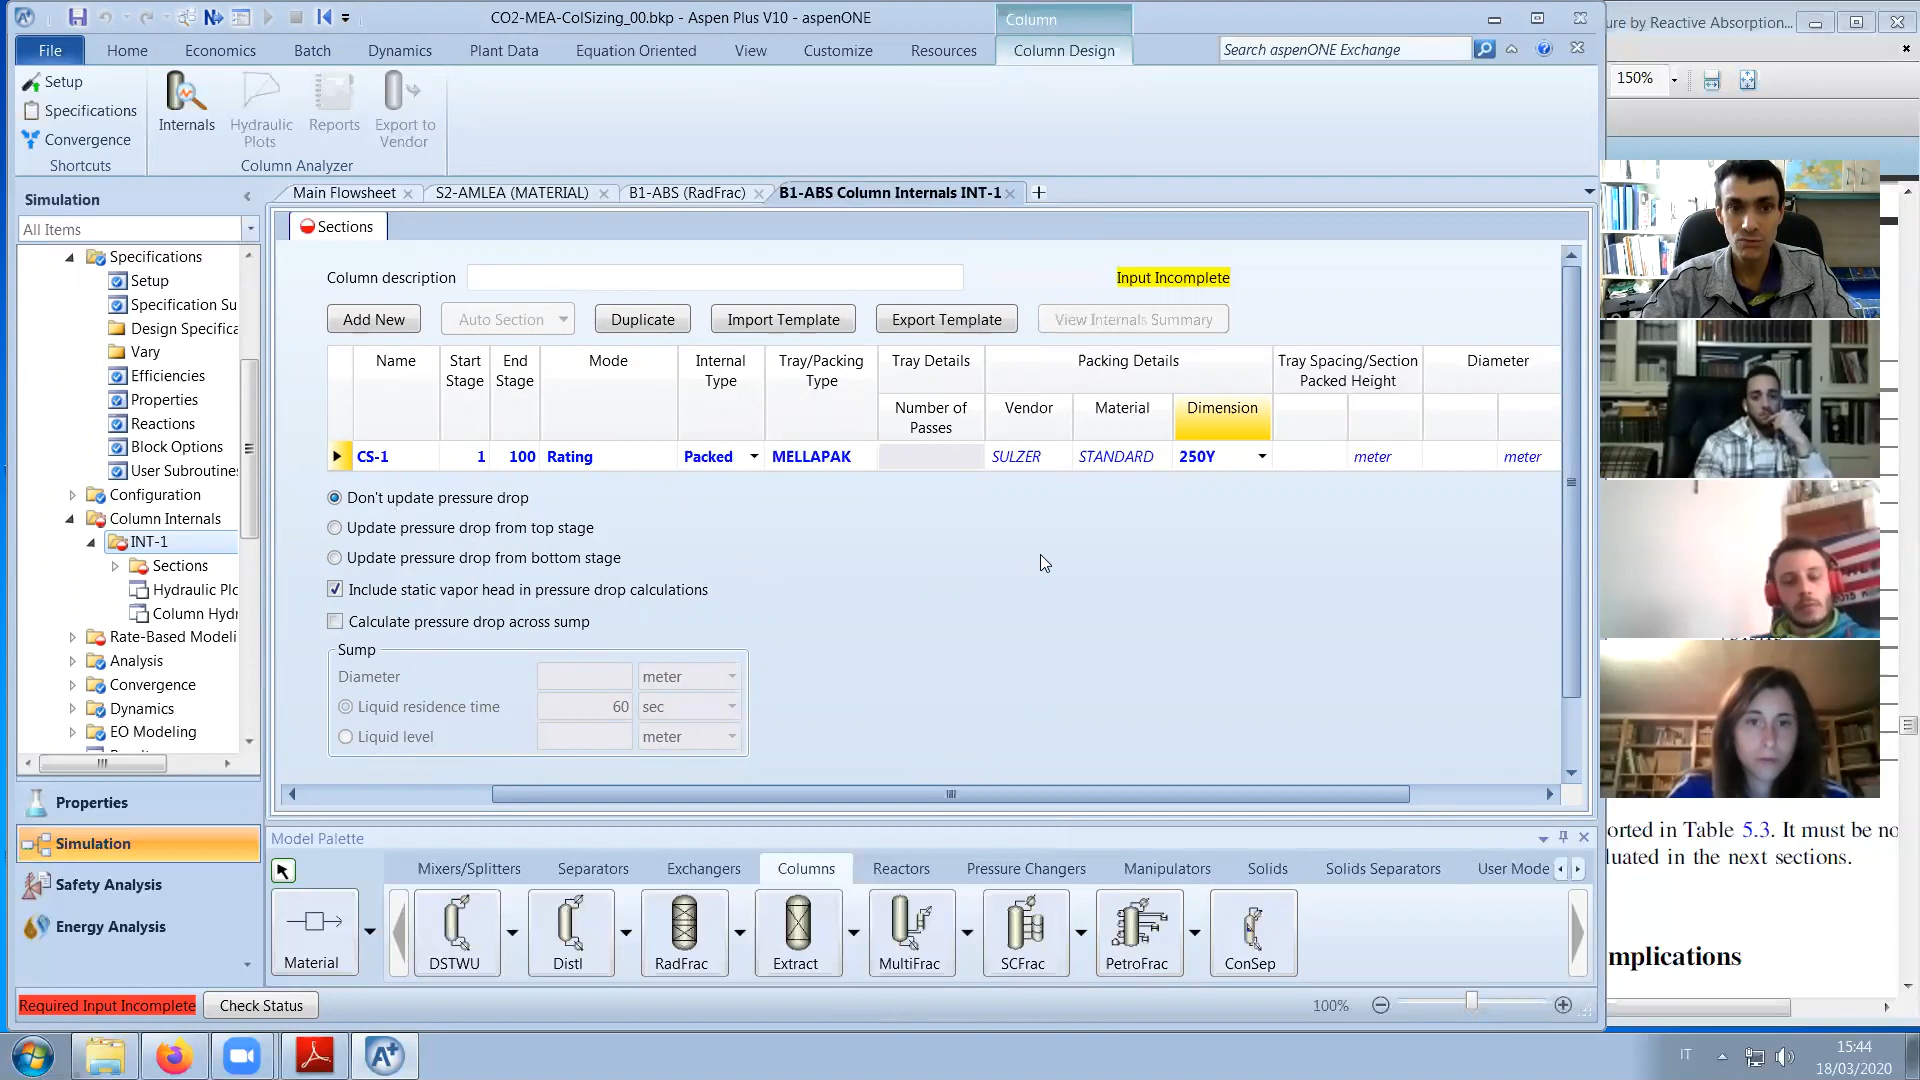 CO2-MEA-ColSizing_00.bkp - Aspen Plus V10 - aspenONE
Column
ure by Reactive Absorption...
File
Home
Economics
Batch
Dynamics
Plant Data
Equation Oriented
View
Customize
Resources
Column Design
Search aspenONE Exchange
150%
Setup
Specifications
Convergence
Shortcuts
Internals
Hydraulic Plots
Reports
Export to Vendor
Column Analyzer
Simulation
All Items
Main Flowsheet
S2-AMLEA (MATERIAL)
B1-ABS (RadFrac)
B1-ABS Column Internals INT-1
Specifications
Setup
Specification Su
Design Specifica
Vary
Efficiencies
Properties
Reactions
Block Options
User Subroutine
Configuration
Column Internals
INT-1
Sections
Hydraulic Plo
Column Hydr
Rate-Based Modeli
Analysis
Convergence
Dynamics
EO Modeling
Properties
Simulation
Safety Analysis
Energy Analysis
Sections
Column description
Input Incomplete
Add New
Auto Section
Duplicate
Import Template
Export Template
View Internals Summary
Name
Start Stage
End Stage
Mode
Internal Type
Tray/Packing Type
Tray Details
Packing Details
Tray Spacing/Section Packed Height
Diameter
Number of Passes
Vendor
Material
Dimension
CS-1 1 100 Rating Packed MELLAPAK SULZER STANDARD 250Y meter meter
Don't update pressure drop
Update pressure drop from top stage
Update pressure drop from bottom stage
Include static vapor head in pressure drop calculations
Calculate pressure drop across sump
Sump
Diameter meter
Liquid residence time 60 sec
Liquid level meter
Model Palette
Mixers/Splitters
Separators
Exchangers
Columns
Reactors
Pressure Changers
Manipulators
Solids
Solids Separators
User Mode
Material
DSTWU
Distl
RadFrac
Extract
MultiFrac
SCFrac
PetroFrac
ConSep
orted in Table 5.3. It must be no
luated in the next sections.
mplications
Required Input Incomplete
Check Status
100%
IT
15:44
18/03/2020